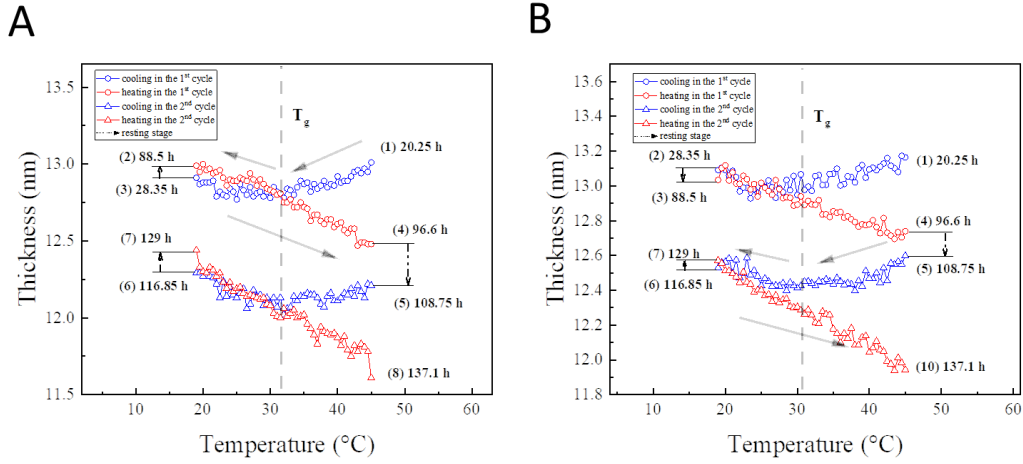 A
B
cooling in the 1st cycle
heating in the 1st cycle
cooling in the 2nd cycle
heating in the 2nd cycle
resting stage
Tg
(1) 20.25 h
(2) 88.5 h
(3) 28.35 h
(4) 96.6 h
(7) 129 h
(6) 116.85 h
(5) 108.75 h
(8) 137.1 h
13.5
13.0
12.5
12.0
11.5
10 20 30 40 50 60
Thickness (nm)
Temperature (°C)
cooling in the 1st cycle
heating in the 1st cycle
cooling in the 2nd cycle
heating in the 2nd cycle
resting stage
Tg
(1) 20.25 h
(2) 28.35 h
(3) 88.5 h
(4) 96.6 h
(7) 129 h
(6) 116.85 h
(5) 108.75 h
(10) 137.1 h
13.6
13.4
13.2
13.0
12.8
12.6
12.4
12.2
12.0
11.8
10 20 30 40 50 60
Thickness (nm)
Temperature (°C)